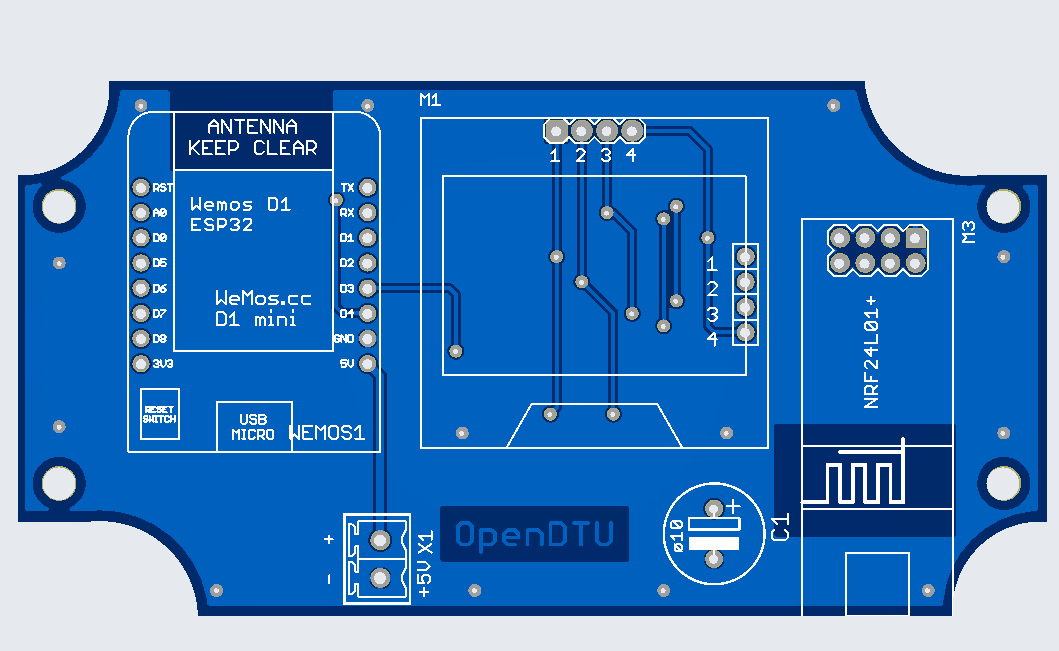 M1
ANTENNA
KEEP CLEAR
1 2 3 4
RST
A0
D0
D5
D6
D7
D8
3V3
TX
RX
D1
D2
D3
D4
GND
5V
Wemos D1
ESP32
WeMos.cc
D1 mini
RESET
SWITCH
USB
MICRO
WEMOS1
1
2
3
4
M3
NRF24L01+
+
-
+5V X1
OpenDTU
ø10
+
C1